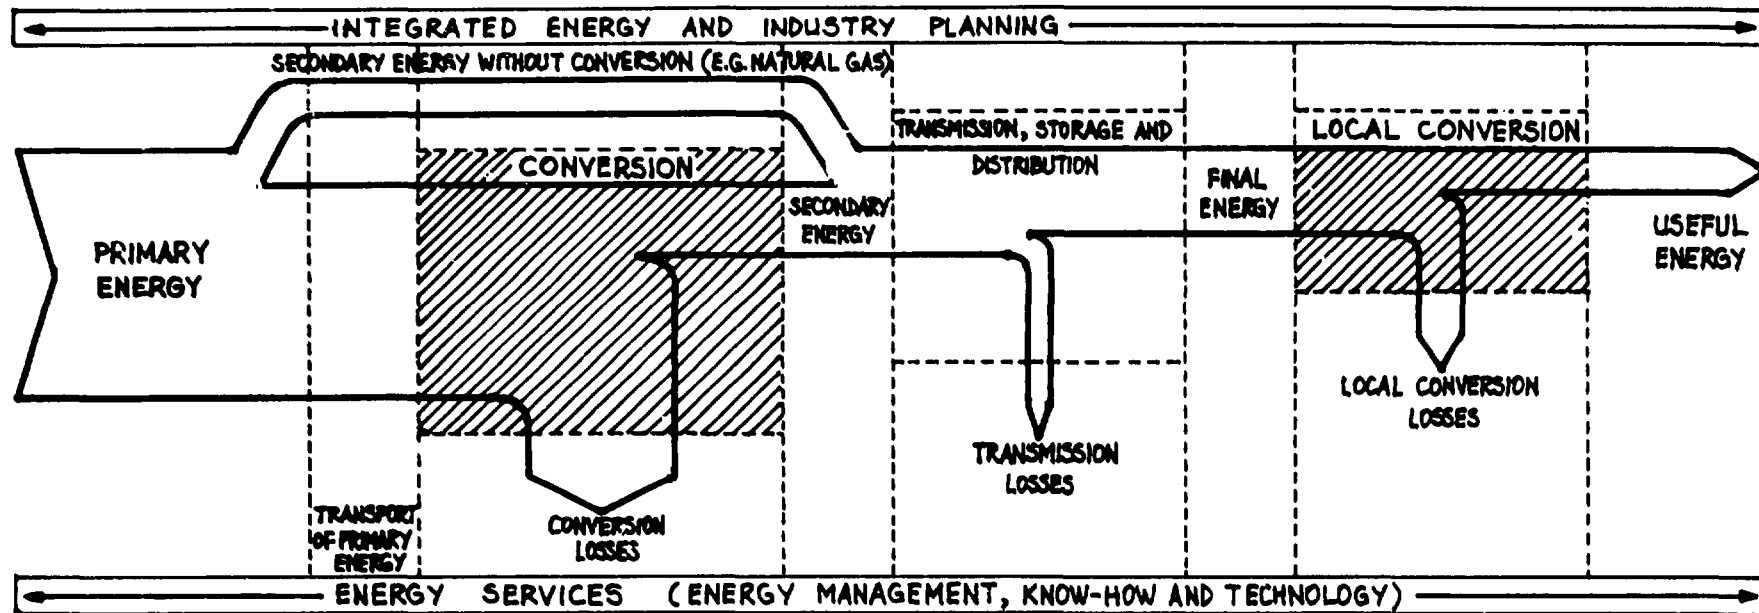 INTEGRATED ENERGY AND INDUSTRY PLANNING
SECONDARY ENERGY WITHOUT CONVERSION (E.G. NATURAL GAS)
TRANSMISSION, STORAGE AND
DISTRIBUTION
LOCAL CONVERSION
CONVERSION
FINAL
ENERGY
SECONDARY
ENERGY
USEFUL
ENERGY
PRIMARY
ENERGY
LOCAL CONVERSION
LOSSES
TRANSMISSION
LOSSES
CONVERSION
LOSSES
TRANSPORT
OF PRIMARY
ENERGY
ENERGY SERVICES (ENERGY MANAGEMENT, KNOW-HOW AND TECHNOLOGY)